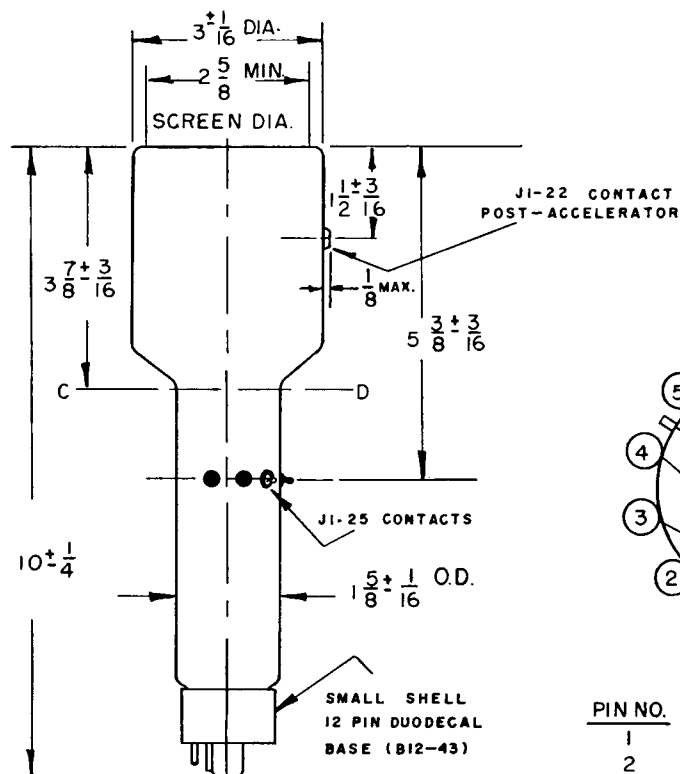 3 ± 1/16 DIA.
2 5/8 MIN.
SCREEN DIA.
1 1/2 ± 3/16
J1-22 CONTACT
POST-ACCELERATOR
3 7/8 ± 3/16
1/8 MAX.
5 3/8 ± 3/16
C
D
5
4
3
2
J1-25 CONTACTS
10 ± 1/4
1 5/8 ± 1/16 O.D.
SMALL SHELL
12 PIN DUODECAL
BASE (B12-43)
PIN NO.
1
2